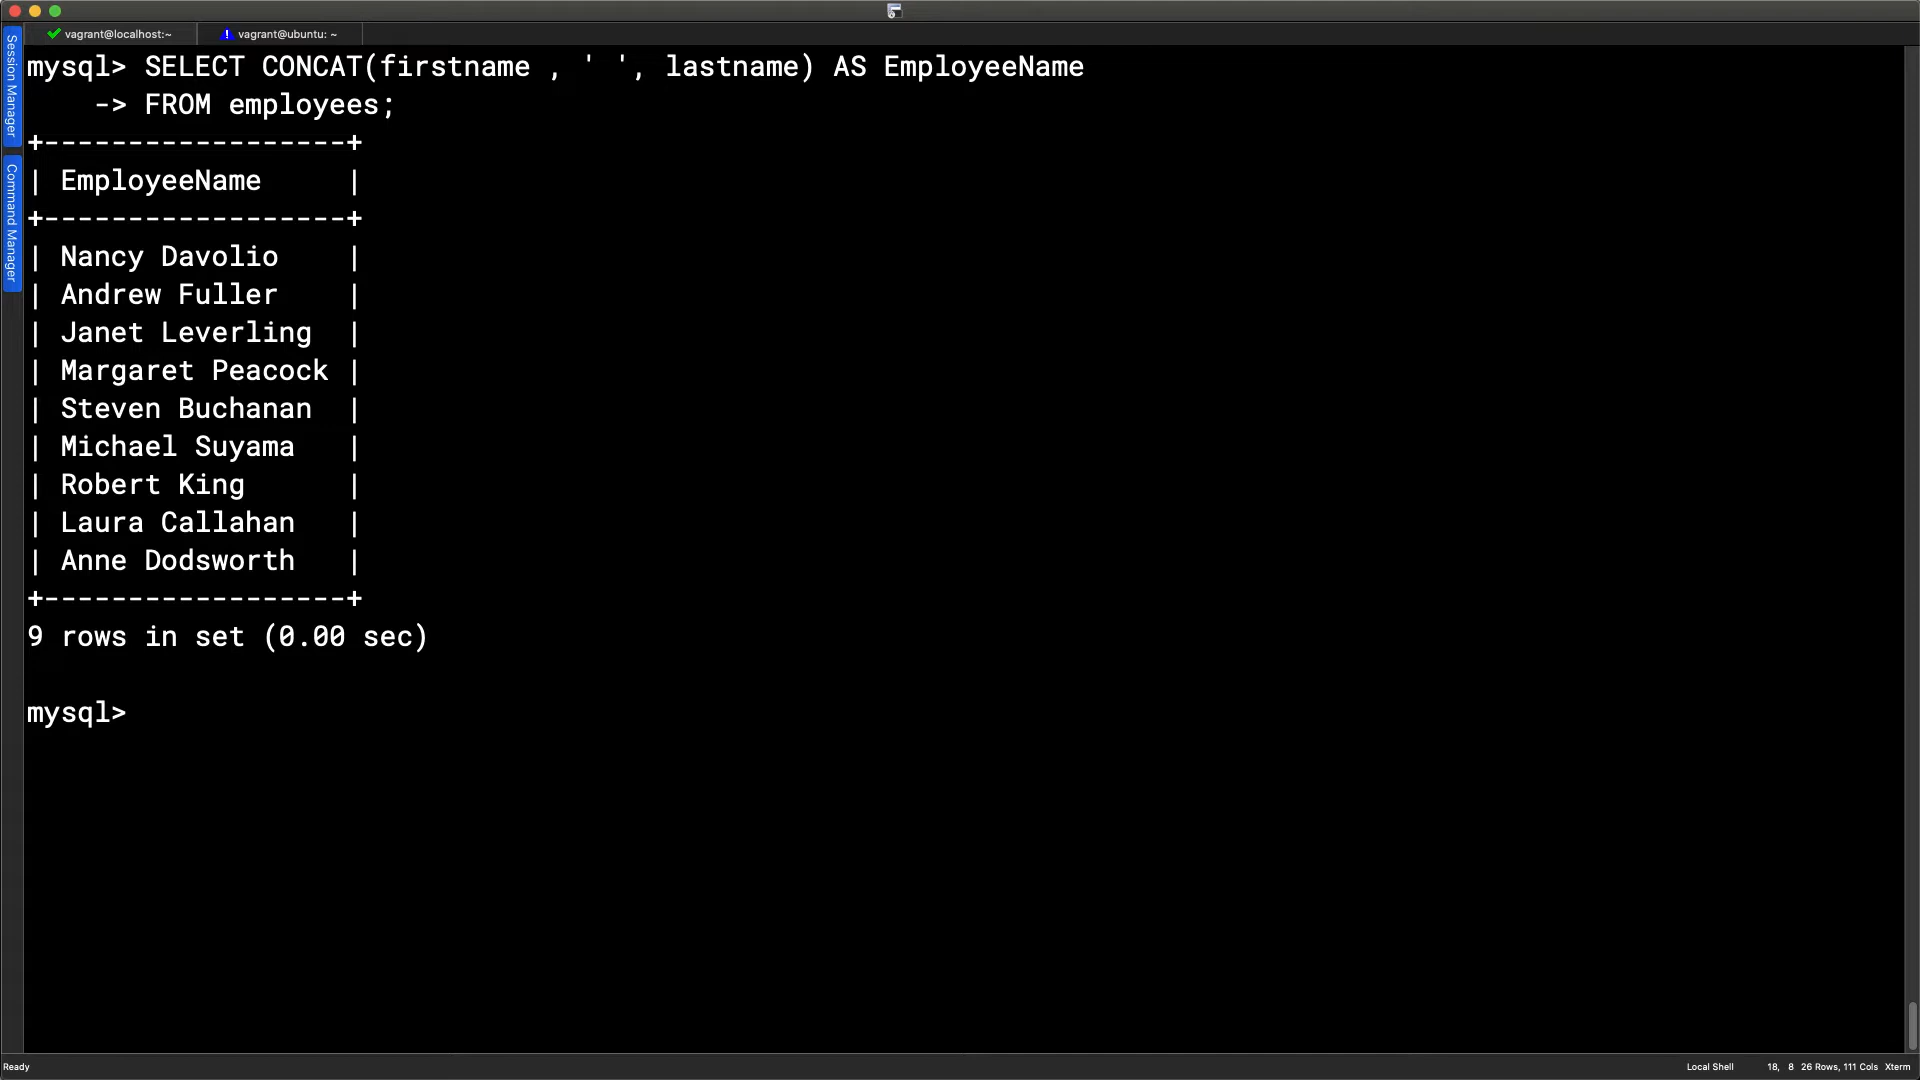 vagrant@localhost:~
vagrant@ubuntu: ~
Session Manager
Command Manager
mysql> SELECT CONCAT(firstname , ' ', lastname) AS EmployeeName
    -> FROM employees;
+------------------+
| EmployeeName     |
+------------------+
| Nancy Davolio    |
| Andrew Fuller    |
| Janet Leverling  |
| Margaret Peacock |
| Steven Buchanan  |
| Michael Suyama   |
| Robert King      |
| Laura Callahan   |
| Anne Dodsworth   |
+------------------+
9 rows in set (0.00 sec)
mysql>
Ready
Local Shell 18, 8 26 Rows, 111 Cols Xterm